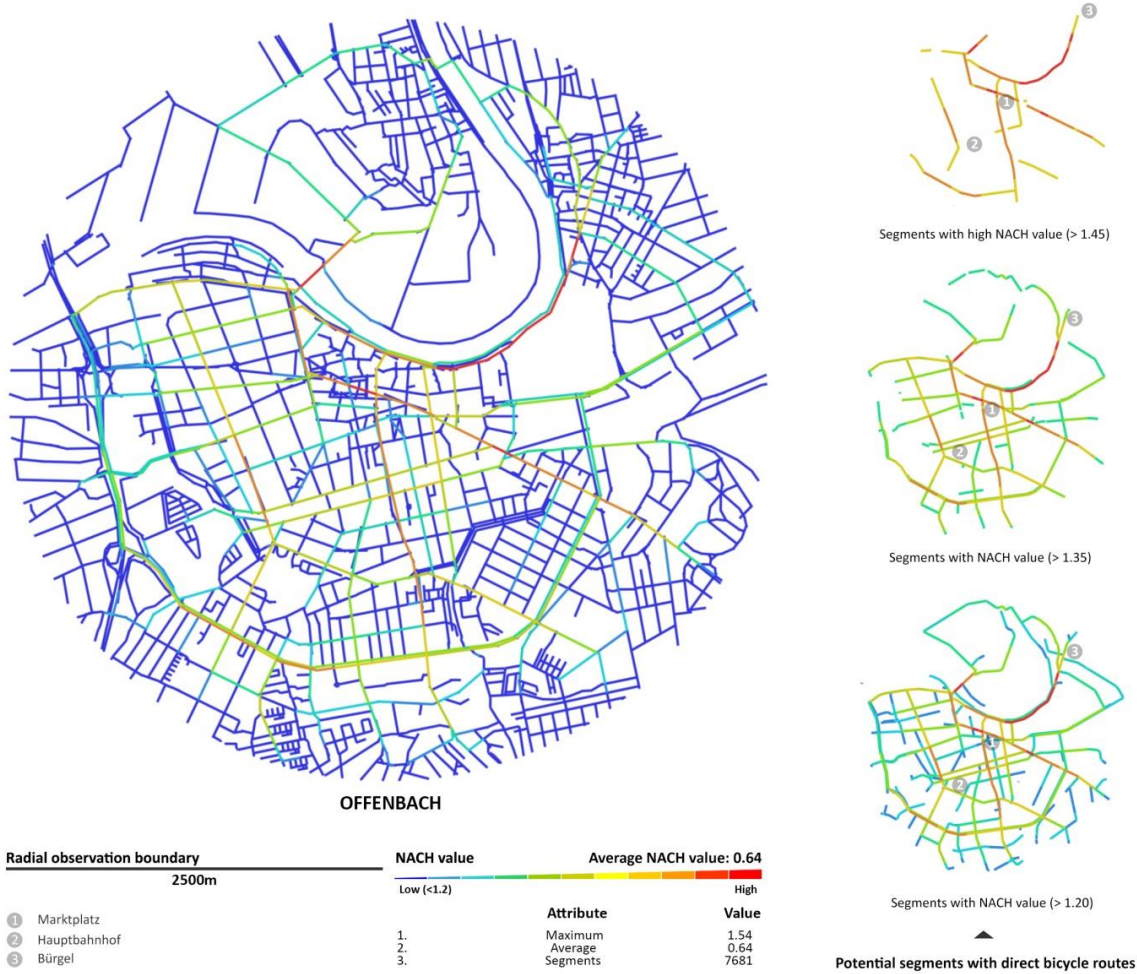 3
1
2
Segments with high NACH value (> 1.45)
3
1
2
Segments with NACH value (> 1.35)
3
1
2
Segments with NACH value (> 1.20)
Potential segments with direct bicycle routes
OFFENBACH
Radial observation boundary
2500m
1 Marktplatz
2 Hauptbahnhof
3 Bürgel
NACH value Average NACH value: 0.64
Low (<1.2) High
Attribute Value
1. Maximum 1.54
2. Average 0.64
3. Segments 7681